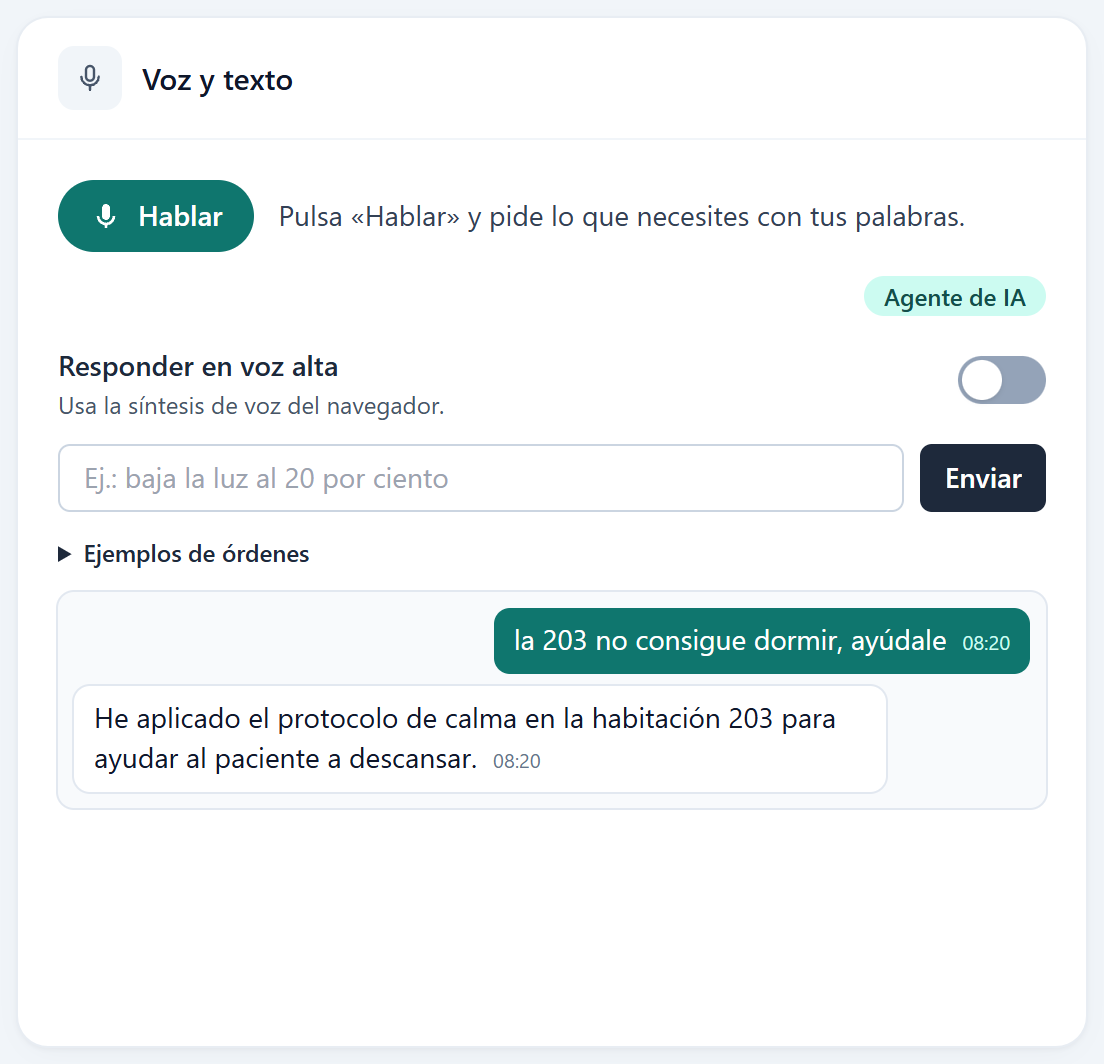 Voz y texto
Hablar
Pulsa «Hablar» y pide lo que necesites con tus palabras.
Agente de IA
Responder en voz alta
Usa la síntesis de voz del navegador.
Ej.: baja la luz al 20 por ciento
Enviar
Ejemplos de órdenes
la 203 no consigue dormir, ayúdale 08:20
He aplicado el protocolo de calma en la habitación 203 para
ayudar al paciente a descansar. 08:20